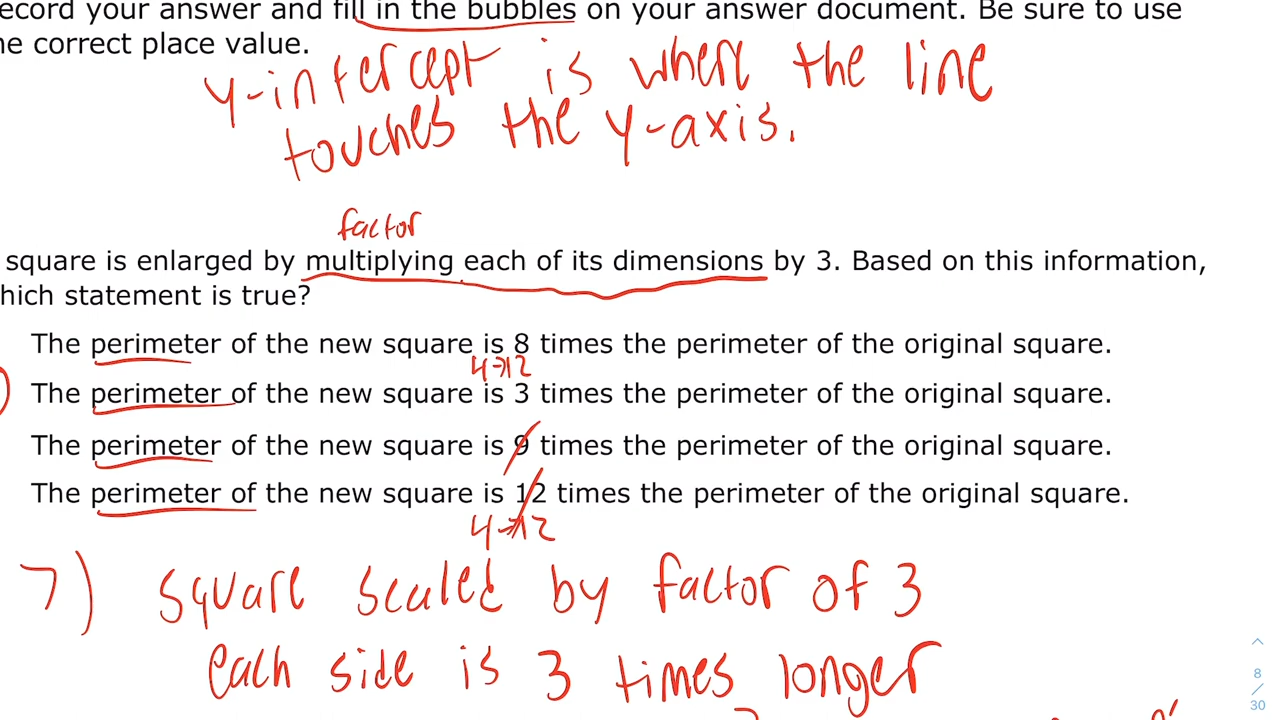 ecord your answer and fill in the bubbles on your answer document. Be sure to use
ne correct place value.
y-intercept is where the line
touches the y-axis.
factor
square is enlarged by multiplying each of its dimensions by 3. Based on this information,
hich statement is true?
The perimeter of the new square is 8 times the perimeter of the original square.
4→12
The perimeter of the new square is 3 times the perimeter of the original square.
The perimeter of the new square is 9 times the perimeter of the original square.
The perimeter of the new square is 12 times the perimeter of the original square.
4→12
7) square scaled by factor of 3
each side is 3 times longer
8
/
30